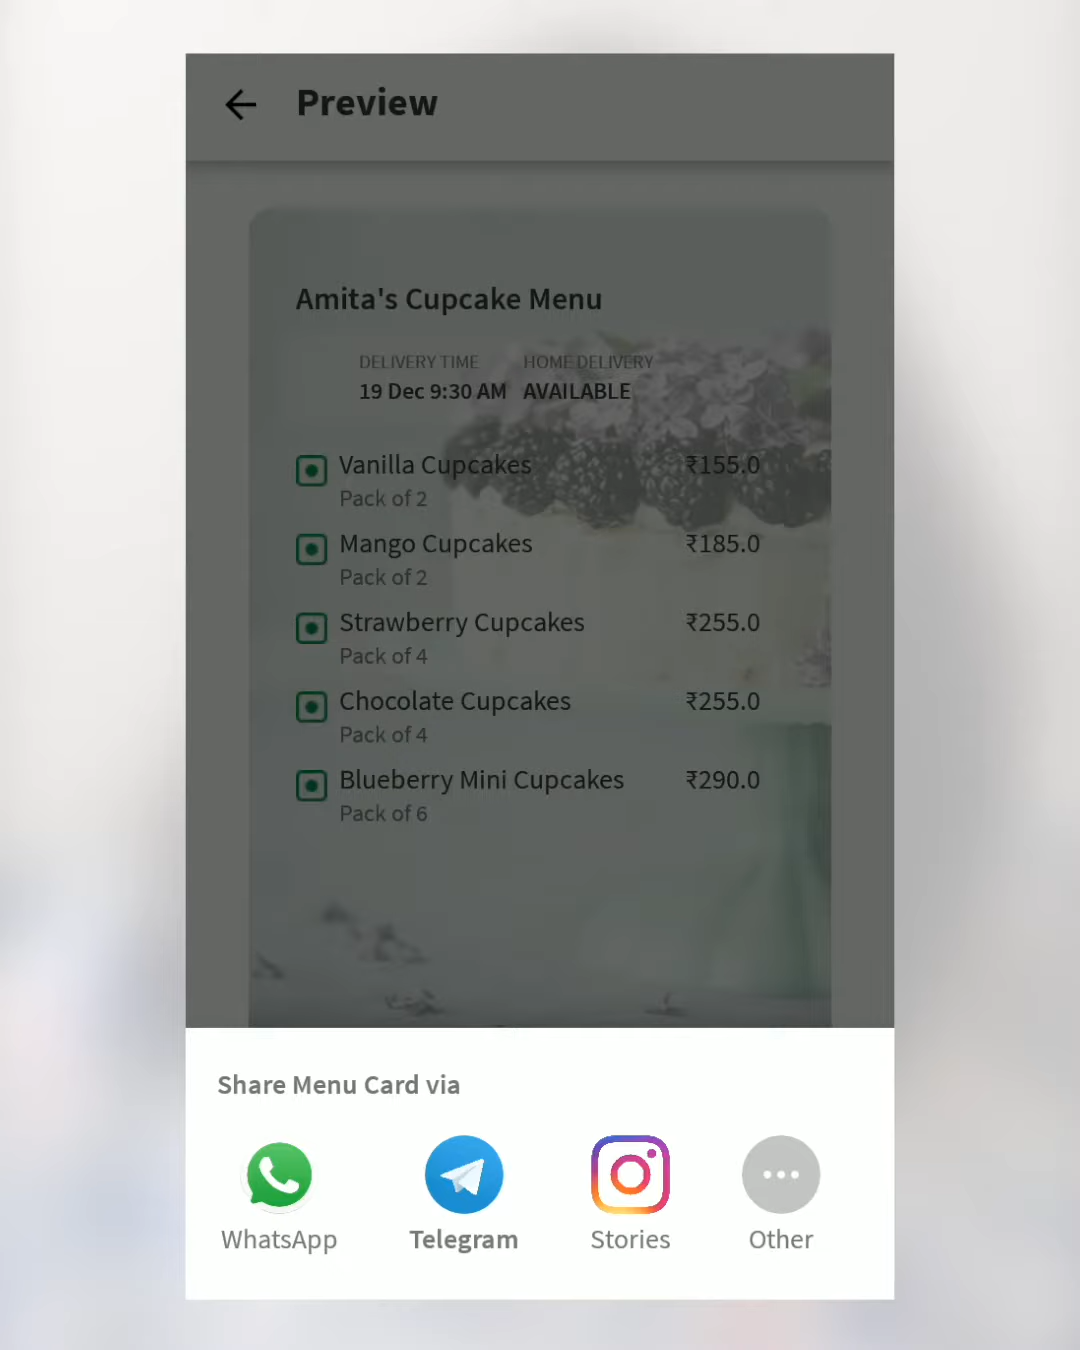 Preview
Amita's Cupcake Menu
DELIVERY TIME HOME DELIVERY
19 Dec 9:30 AM AVAILABLE
Vanilla Cupcakes ₹155.0
Pack of 2
Mango Cupcakes ₹185.0
Pack of 2
Strawberry Cupcakes ₹255.0
Pack of 4
Chocolate Cupcakes ₹255.0
Pack of 4
Blueberry Mini Cupcakes ₹290.0
Pack of 6
Share Menu Card via
WhatsApp Telegram Stories Other